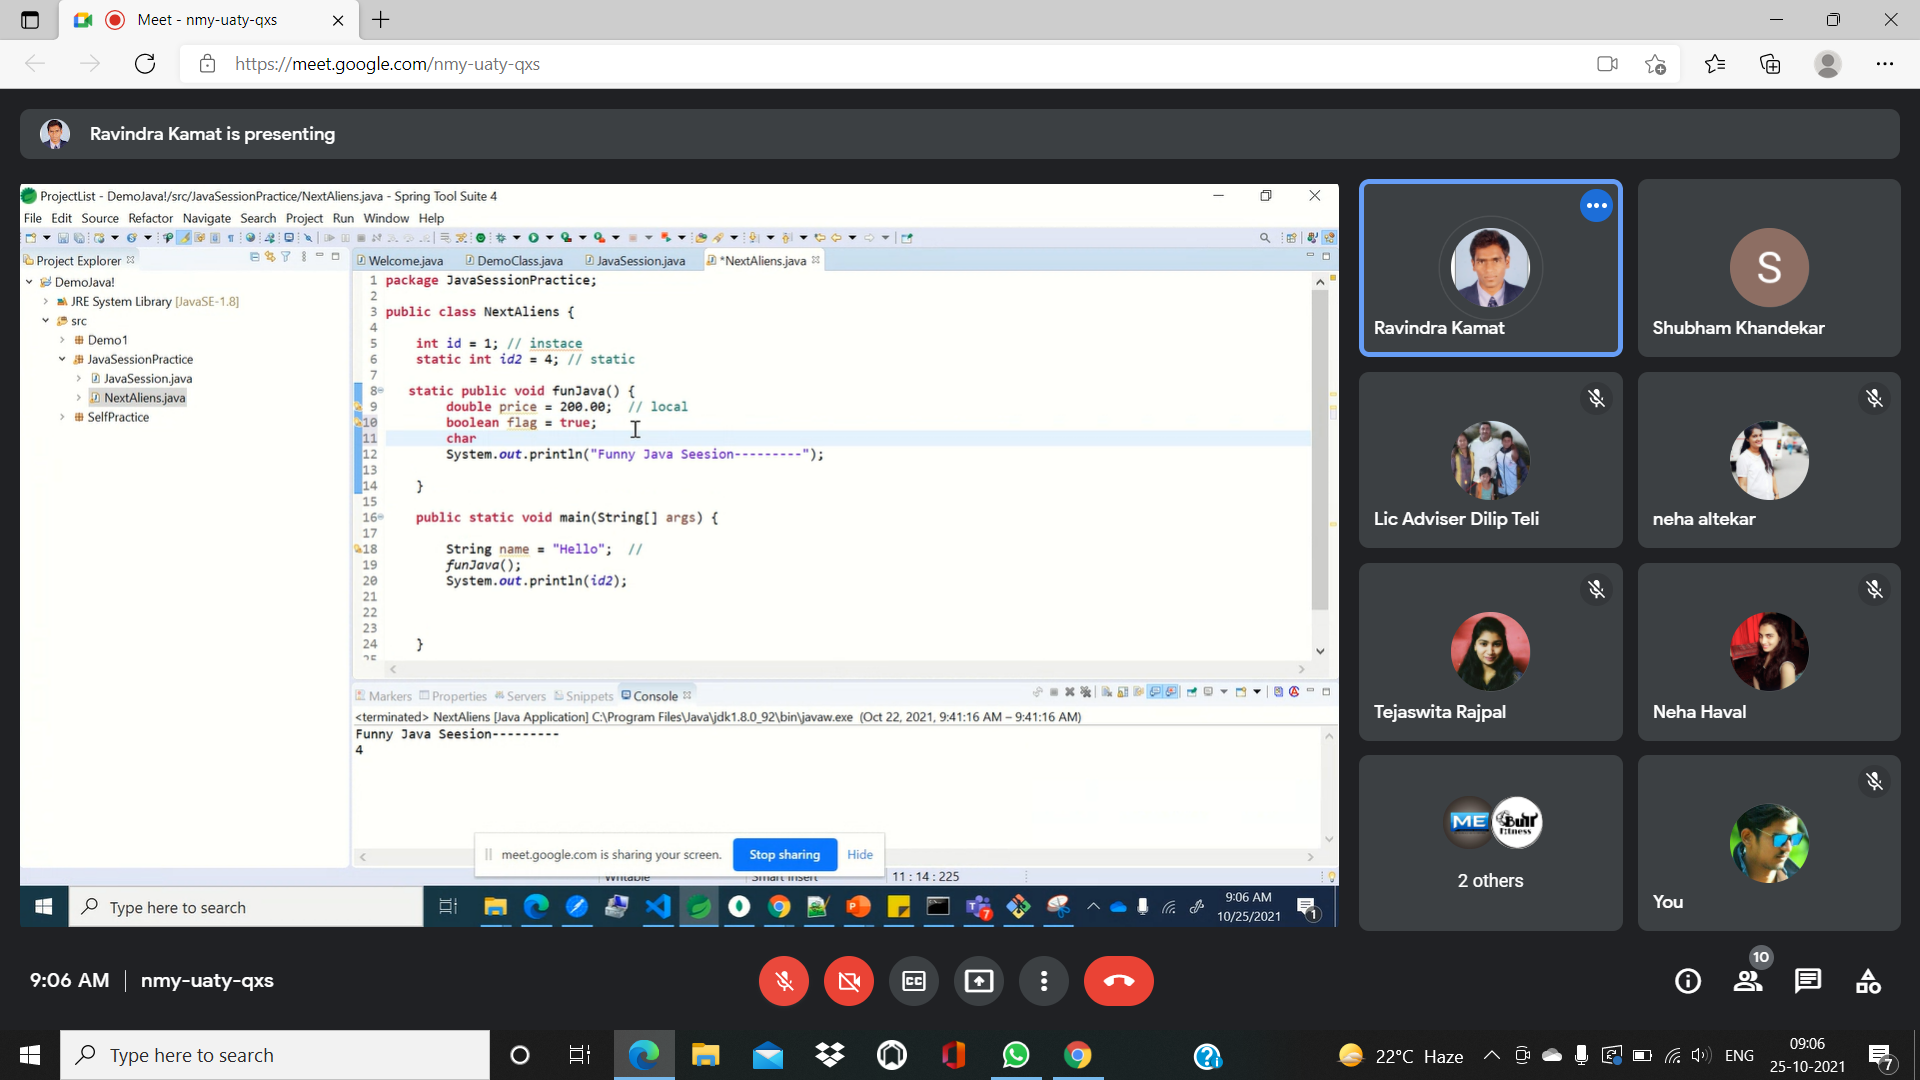 Meet - nmy-uaty-qxs
https://meet.google.com/nmy-uaty-qxs
Ravindra Kamat is presenting
ProjectList - DemoJava!/src/JavaSessionPractice/NextAliens.java - Spring Tool Suite 4
File Edit Source Refactor Navigate Search Project Run Window Help
Project Explorer
Welcome.java DemoClass.java JavaSession.java *NextAliens.java
DemoJava!
JRE System Library [JavaSE-1.8]
src
Demo1
JavaSessionPractice
JavaSession.java
NextAliens.java
SelfPractice
1 package JavaSessionPractice;
2
3 public class NextAliens {
4
5 int id = 1; // instace
6 static int id2 = 4; // static
7
8 static public void funJava() {
9 double price = 200.00; // local
10 boolean flag = true;
11 char
12 System.out.println("Funny Java Seesion---------");
13
14 }
15
16 public static void main(String[] args) {
17
18 String name = "Hello"; //
19 funJava();
20 System.out.println(id2);
21
22
23
24 }
25
Markers Properties Servers Snippets Console
<terminated> NextAliens [Java Application] C:\Program Files\Java\jdk1.8.0_92\bin\javaw.exe (Oct 22, 2021, 9:41:16 AM – 9:41:16 AM)
Funny Java Seesion---------
4
meet.google.com is sharing your screen. Stop sharing Hide
Writable Smart Insert 11 : 14 : 225
Type here to search
7
9:06 AM
10/25/2021
1
Ravindra Kamat
S
Shubham Khandekar
Lic Adviser Dilip Teli
neha altekar
Tejaswita Rajpal
Neha Haval
ME
Built
Fitness
2 others
You
9:06 AM nmy-uaty-qxs
CC
10
Type here to search
22°C Haze
ENG
09:06
25-10-2021
7